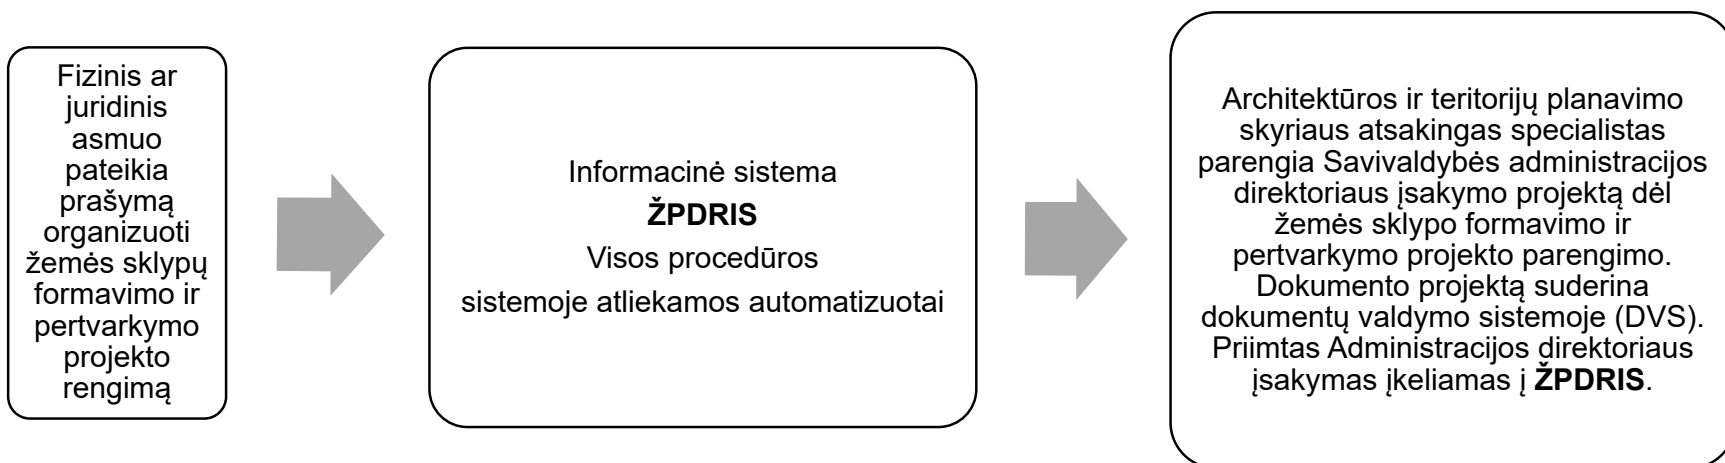 Fizinis ar
juridinis
asmuo
pateikia
prašymą
organizuoti
žemės sklypų
formavimo ir
pertvarkymo
projekto
rengimą
Informacinė sistema
ŽPDRIS
Visos procedūros
sistemoje atliekamos automatizuotai
Architektūros ir teritorijų planavimo
skyriaus atsakingas specialistas
parengia Savivaldybės administracijos
direktoriaus įsakymo projektą dėl
žemės sklypo formavimo ir
pertvarkymo projekto parengimo.
Dokumento projektą suderina
dokumentų valdymo sistemoje (DVS).
Priimtas Administracijos direktoriaus
įsakymas įkeliamas į ŽPDRIS.